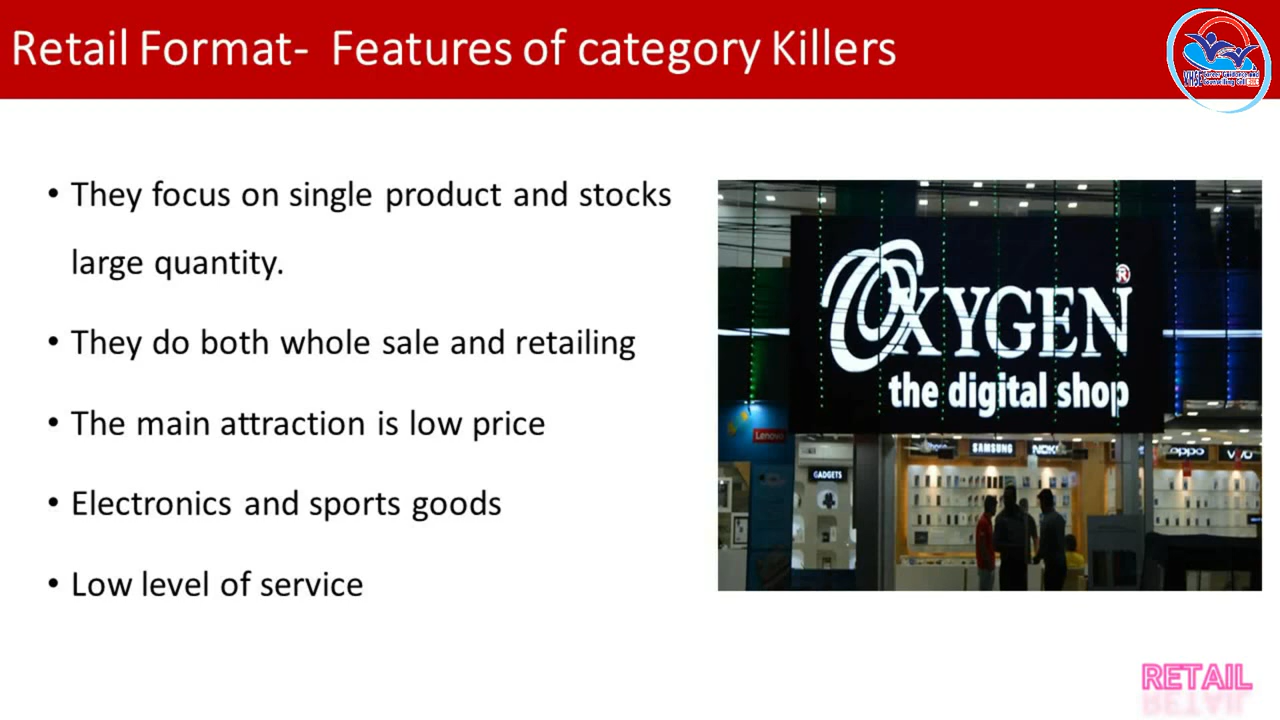 Retail Format-  Features of category Killers
• They focus on single product and stocks
large quantity.
• They do both whole sale and retailing
• The main attraction is low price
• Electronics and sports goods
• Low level of service
OXYGEN ®
the digital shop
Lenovo
SAMSUNG
oppo
vivo
GADGETS
RETAIL